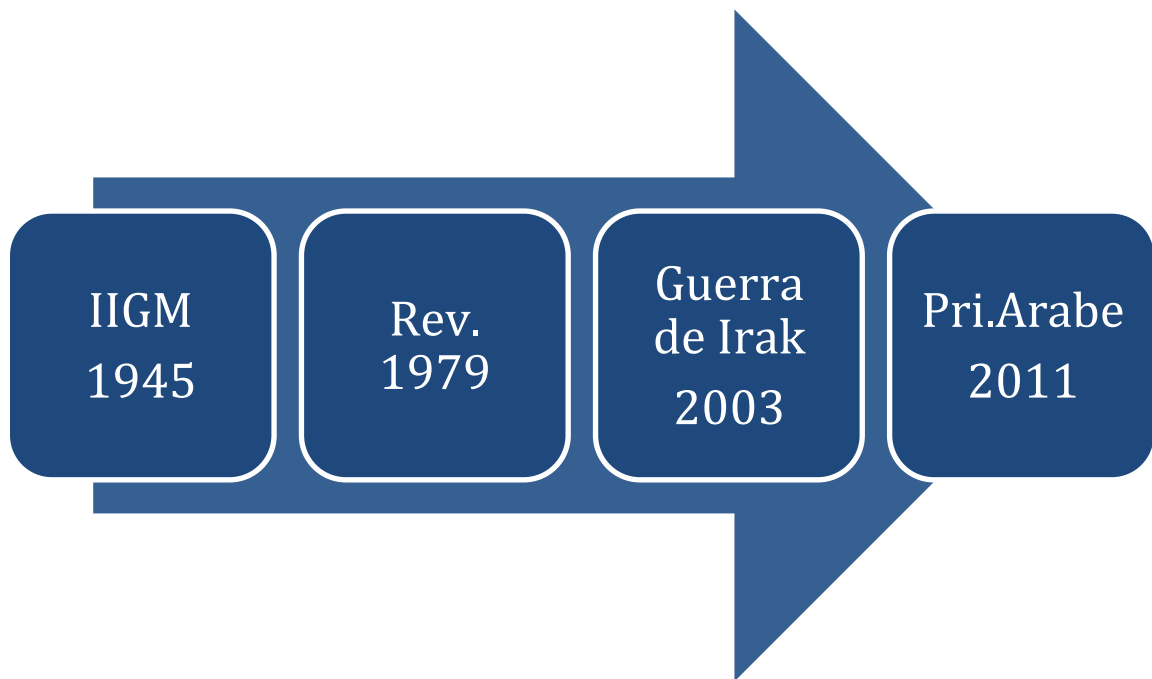 IIGM
1945
Rev.
1979
Guerra
de Irak
2003
Pri.Arabe
2011